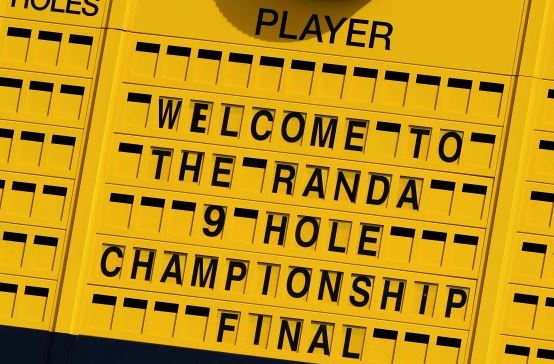 HOLES
PLAYER
WELCOME TO
THE RANDA
9 HOLE
CHAMPIONSHIP
FINAL